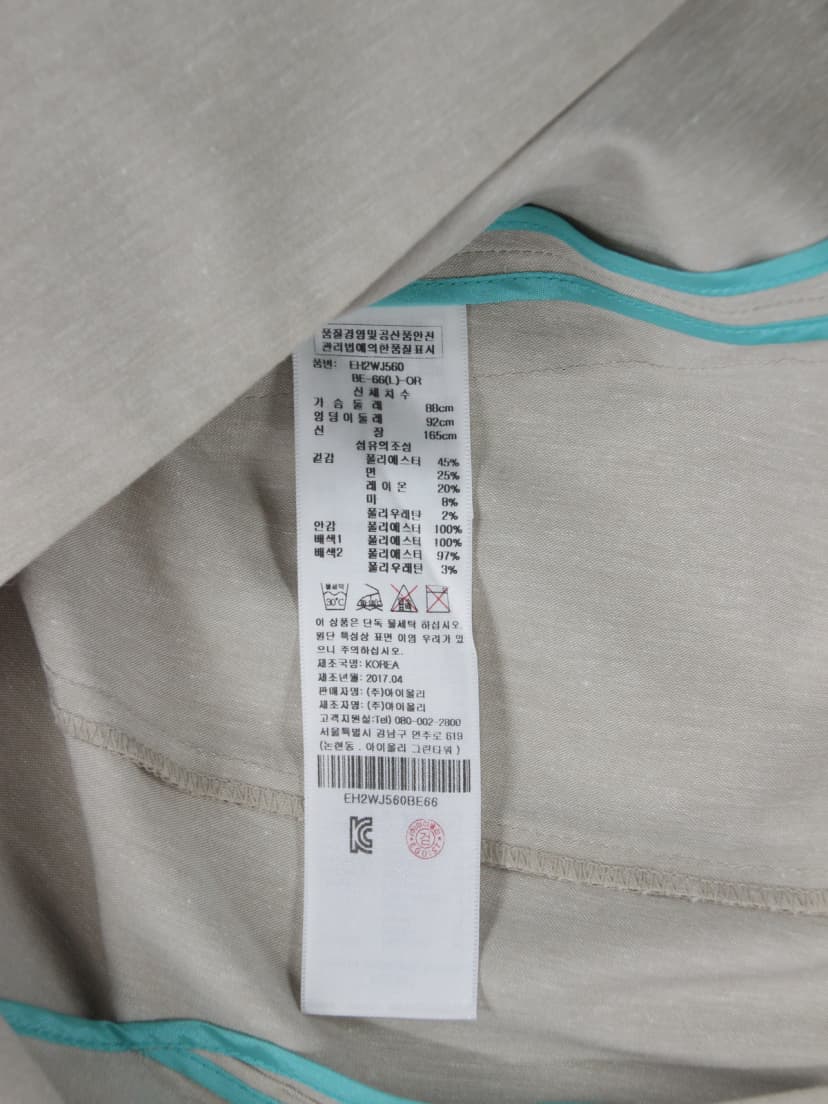 품질경영및공산품안전
관리법에의한품질표시
품번: EH2WJ560
BE-66(L)-OR
신체치수
가슴둘레 88cm
엉덩이둘레 92cm
신장 165cm
섬유의조성
겉감 폴리에스터 45%
면 25%
레이온 20%
마 8%
폴리우레탄 2%
안감 폴리에스터 100%
배색1 폴리에스터 100%
배색2 폴리에스터 97%
폴리우레탄 3%
물세탁
30℃
이 상품은 단독 물세탁 하십시오.
원단 특성상 표면 이염 우려가 있
으니 주의하십시오.
제조국명: KOREA
제조년월: 2017.04
판매자명: (주)아이올리
제조자명: (주)아이올리
고객지원실:Tel) 080-002-2800
서울특별시 강남구 언주로 619
(논현동 . 아이올리 그린타워 )
EH2WJ560BE66
KC
검